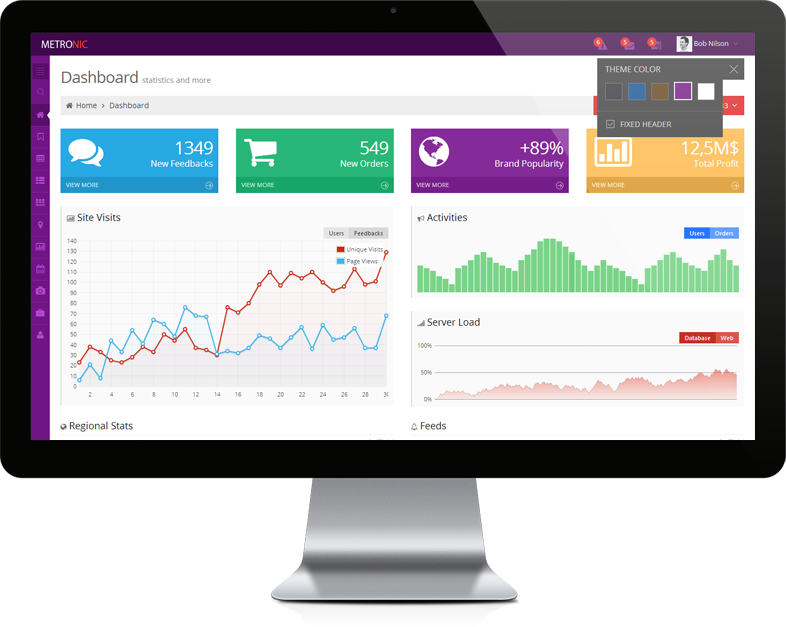 METRONIC
6
5
5
Bob Nilson
Dashboard statistics and more
THEME COLOR
Home > Dashboard
FIXED HEADER
1349
New Feedbacks
VIEW MORE
549
New Orders
VIEW MORE
+89%
Brand Popularity
VIEW MORE
12,5M$
Total Profit
VIEW MORE
Site Visits
Users Feedbacks
Unique Visits
Page Views
140
130
120
110
100
90
80
70
60
50
40
30
20
10
0
2 4 6 8 10 12 14 16 18 20 22 24 26 28 30
Activities
Users Orders
Server Load
Database Web
100%
50%
0%
Regional Stats
Feeds